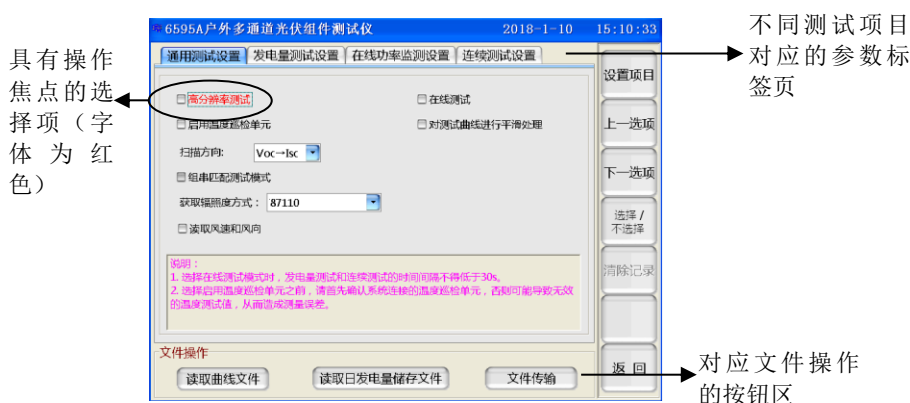 6595A户外多通道光伏组件测试仪 2018-1-10 15:10:33
通用测试设置 发电量测试设置 在线功率监测设置 连续测试设置
高分辨率测试 在线测试
启用温度巡检单元 对测试曲线进行平滑处理
扫描方向: Voc→Isc
组串匹配测试模式
获取辐照度方式： 87110
读取风速和风向
说明：
1. 选择在线测试模式时，发电量测试和连续测试的时间间隔不得低于30s。
2. 选择启用温度巡检单元之前，请首先确认系统连接的温度巡检单元，否则可能导致无效
的温度测试值，从而造成测量误差。
文件操作
读取曲线文件 读取日发电量储存文件 文件传输
设置项目
上一选项
下一选项
选择 /
不选择
清除记录
返 回
具有操作
焦点的选
择项（字
体为红
色）
不同测试项目
对应的参数标
签页
对应文件操作
的按钮区